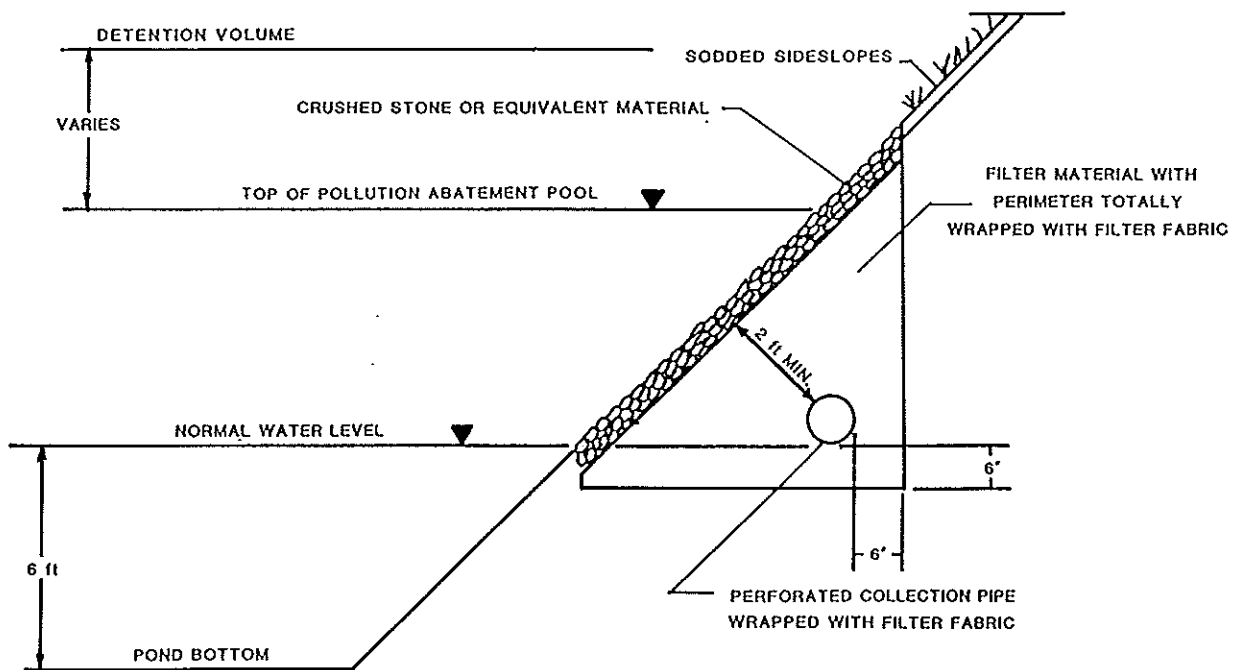 DETENTION VOLUME
SODDED SIDESLOPES
CRUSHED STONE OR EQUIVALENT MATERIAL
VARIES
FILTER MATERIAL WITH
PERIMETER TOTALLY
WRAPPED WITH FILTER FABRIC
TOP OF POLLUTION ABATEMENT POOL
2 ft MIN.
NORMAL WATER LEVEL
6"
6"
6 ft
PERFORATED COLLECTION PIPE
WRAPPED WITH FILTER FABRIC
POND BOTTOM